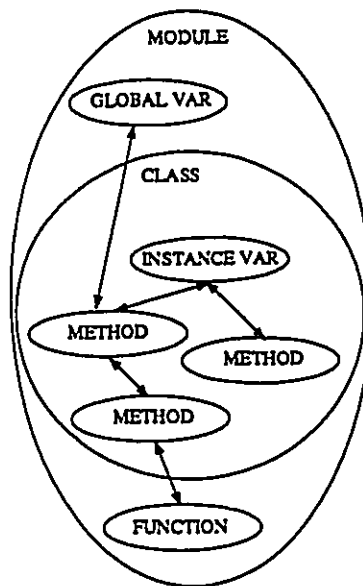 MODULE
GLOBAL VAR
CLASS
INSTANCE VAR
METHOD
METHOD
METHOD
FUNCTION